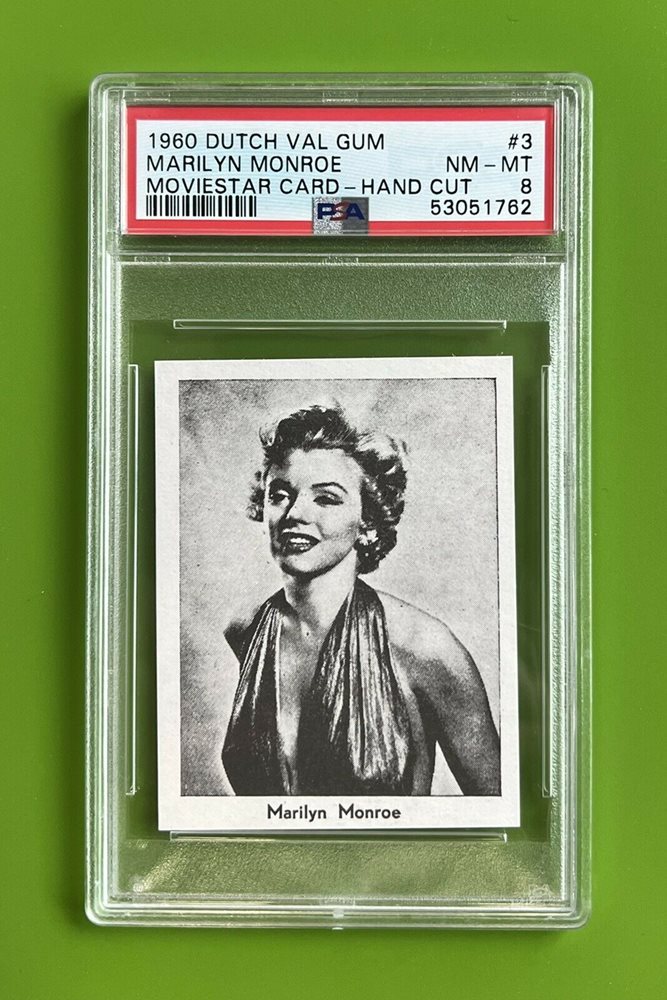 1960 DUTCH VAL GUM #3
MARILYN MONROE NM - MT
MOVIESTAR CARD - HAND CUT 8
PSA 53051762
Marilyn Monroe